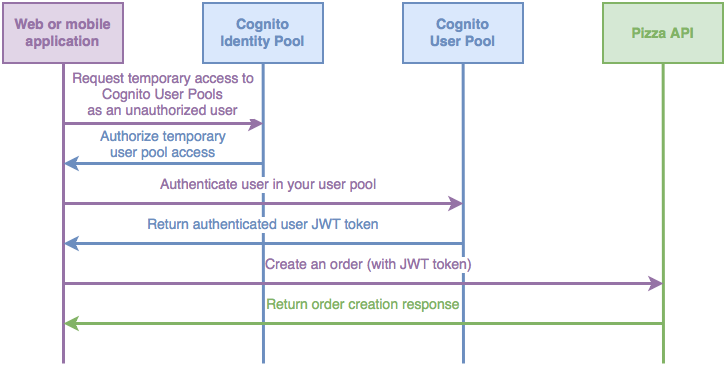 Web or mobile
application
Cognito
Identity Pool
Cognito
User Pool
Pizza API
Request temporary access to
Cognito User Pools
as an unauthorized user
Authorize temporary
user pool access
Authenticate user in your user pool
Return authenticated user JWT token
Create an order (with JWT token)
Return order creation response